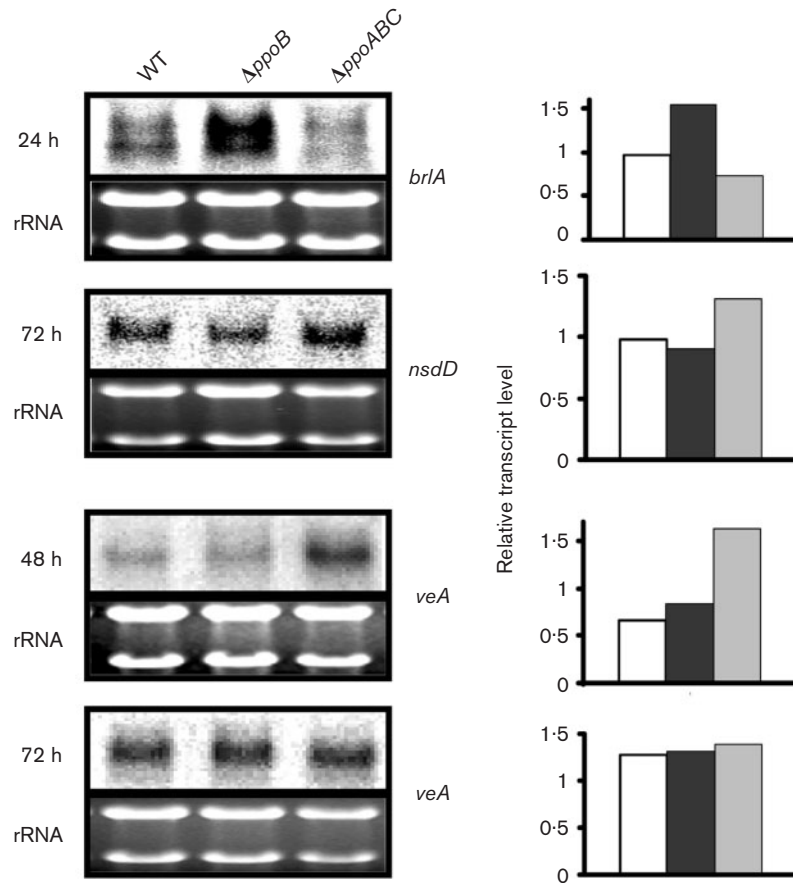 WT ΔppoB ΔppoABC
24 h
rRNA
brlA
1·5
1
0·5
0
72 h
rRNA
nsdD
1·5
1
0·5
0
Relative transcript level
48 h
rRNA
veA
1·5
1
0·5
0
72 h
rRNA
veA
1·5
1
0·5
0